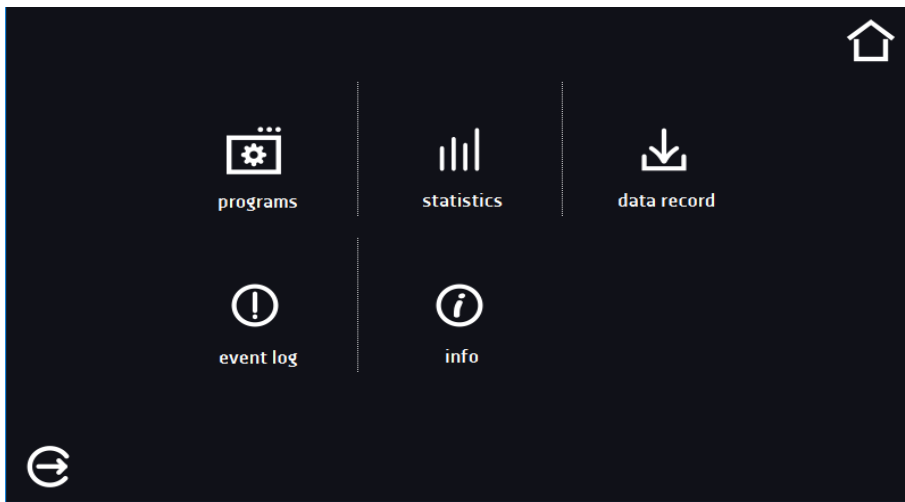 programs
statistics
data record
event log
info